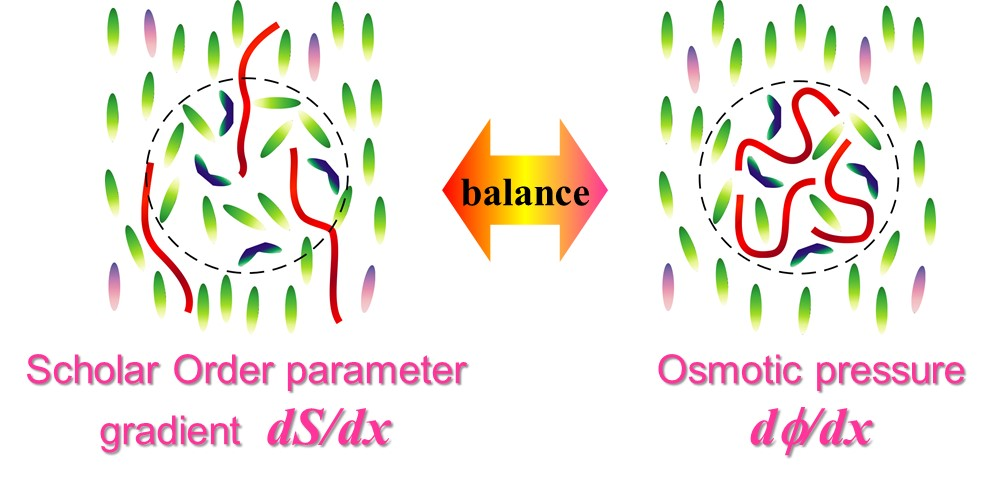 balance
Scholar Order parameter
gradient dS/dx
Osmotic pressure
dϕ/dx